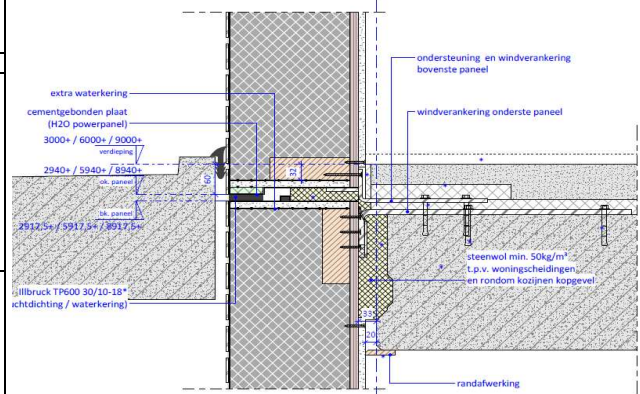 ondersteuning en windverankering
bovenste paneel
extra waterkering
cementgebonden plaat
(H2O powerpanel)
windverankering onderste paneel
3000+ / 6000+ / 9000+
verdieping
2940+ / 5940+ / 8940+
ok. paneel
60
32
bk. paneel
2917,5+ / 5917,5+ / 8917,5+
steenwol min. 50kg/m³
t.p.v. woningscheidingen
en rondom kozijnen kopgevel
illbruck TP600 30/10-18*
uchtdichting / waterkering)
33
20
randafwerking